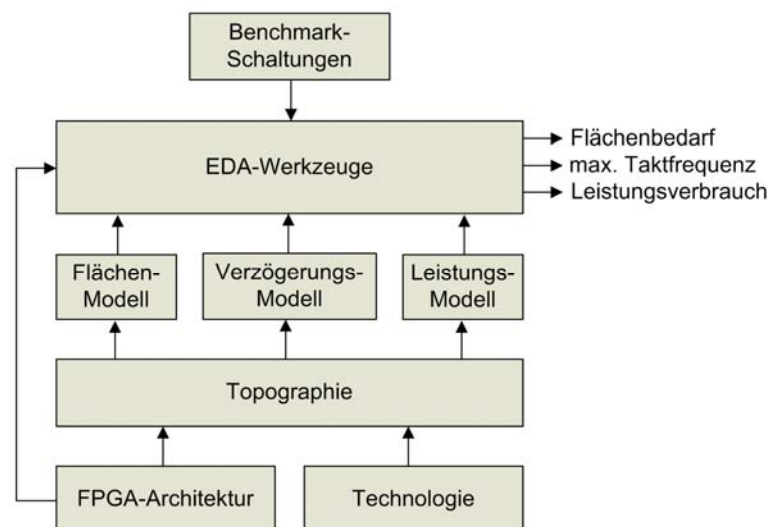 Benchmark-
Schaltungen
EDA-Werkzeuge
Flächenbedarf
max. Taktfrequenz
Leistungsverbrauch
Flächen-
Modell
Verzögerungs-
Modell
Leistungs-
Modell
Topographie
FPGA-Architektur
Technologie